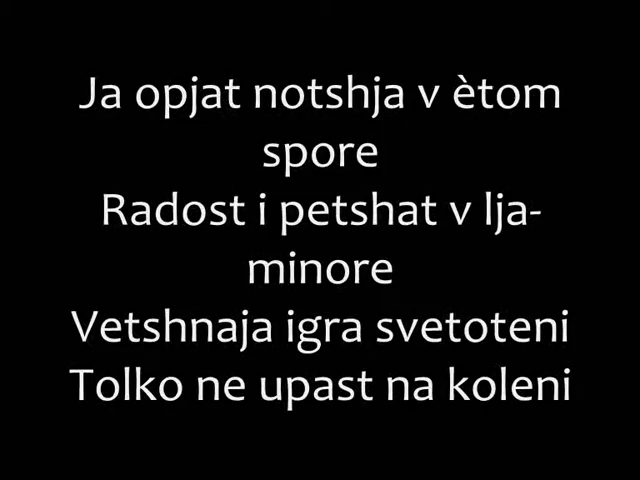 Ja opjat notshja v ètom
spore
Radost i petshat v lja-
minore
Vetshnaja igra svetoteni
Tolko ne upast na koleni